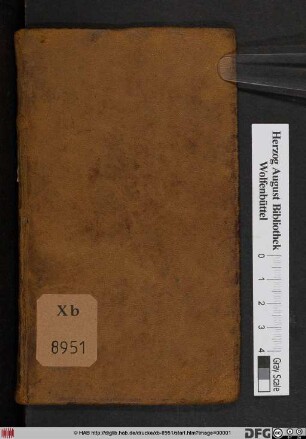 Xb
8951
Herzog August Bibliothek
Wolfenbüttel
0
1
2
3
4
Gray Scale
© HAB http://diglib.hab.de/drucke/xb-8951/start.htm?image=00001
DFG